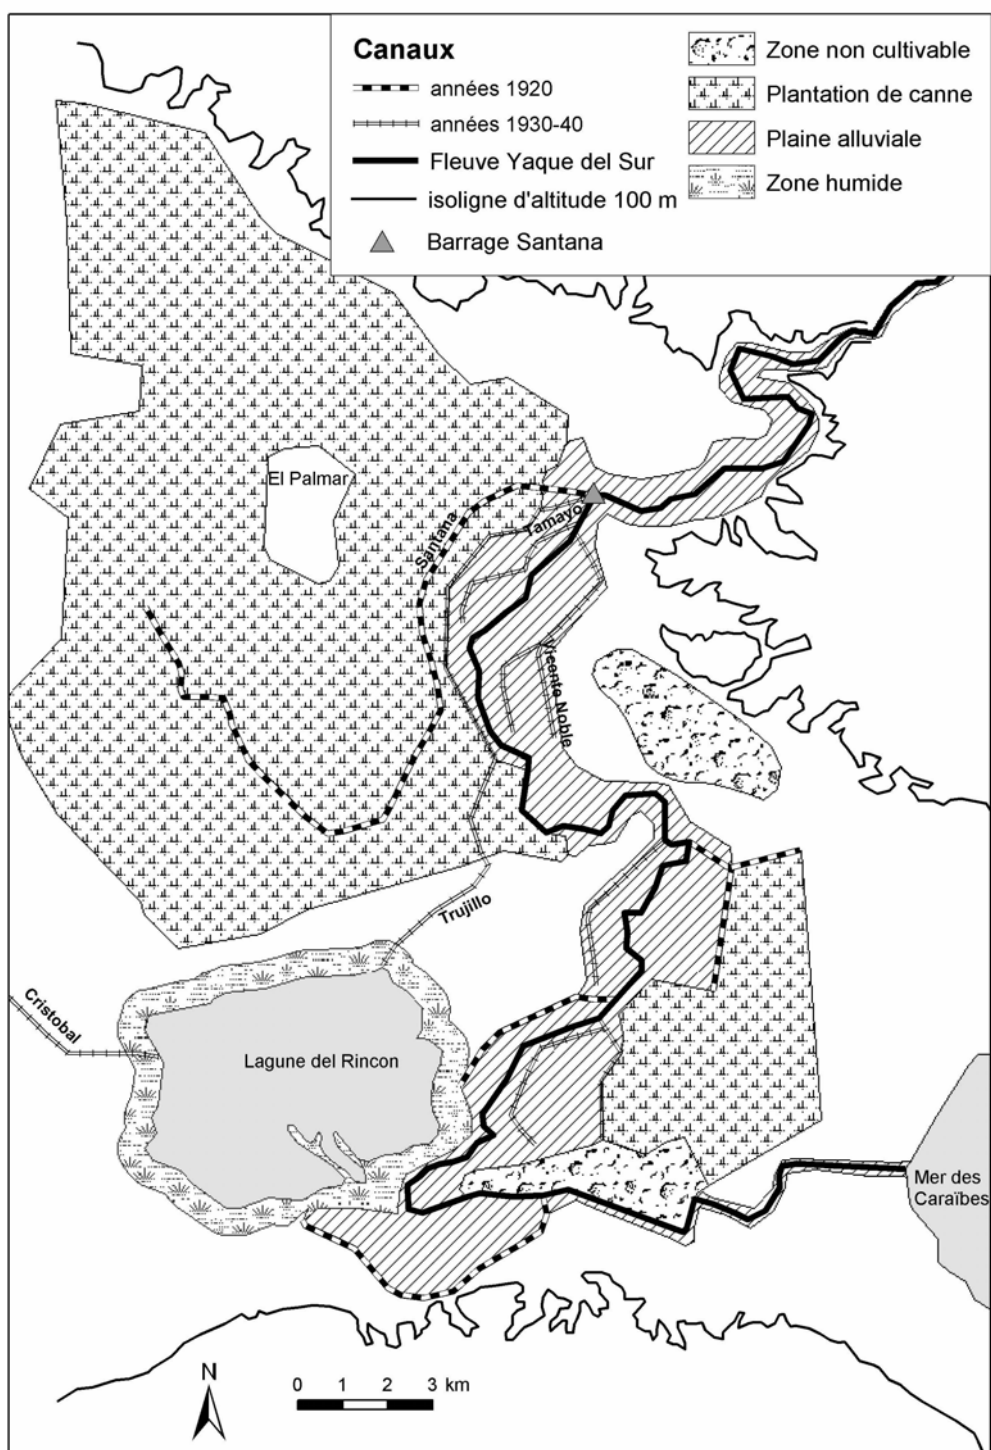 Canaux
années 1920
années 1930-40
Fleuve Yaque del Sur
isoligne d'altitude 100 m
Barrage Santana
Zone non cultivable
Plantation de canne
Plaine alluviale
Zone humide
El Palmar
Santana
Tamayo
Vicente Noble
Trujillo
Cristobal
Lagune del Rincon
Mer des
Caraïbes
N
0 1 2 3 km